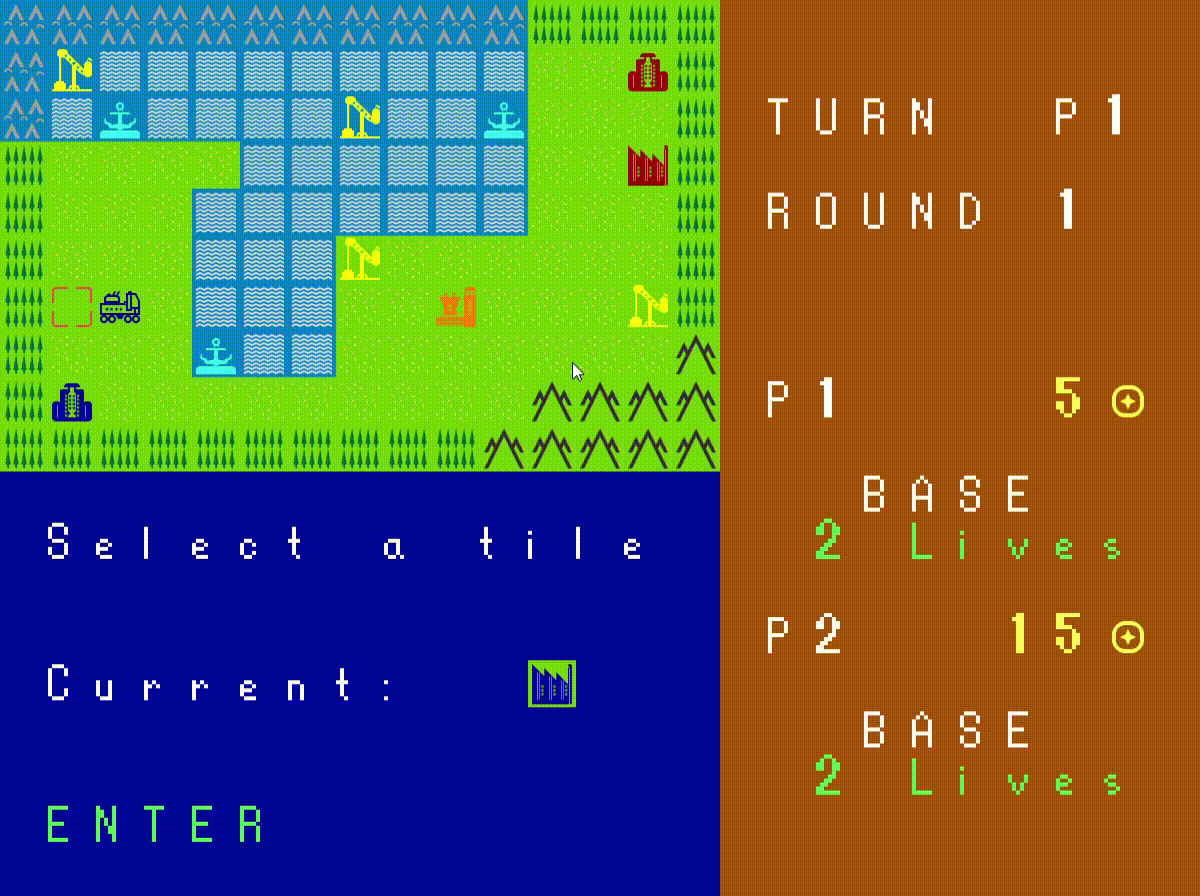 TURN P1
ROUND 1
P1 5
BASE
2 Lives
P2 15
BASE
2 Lives
Select a tile
Current:
ENTER